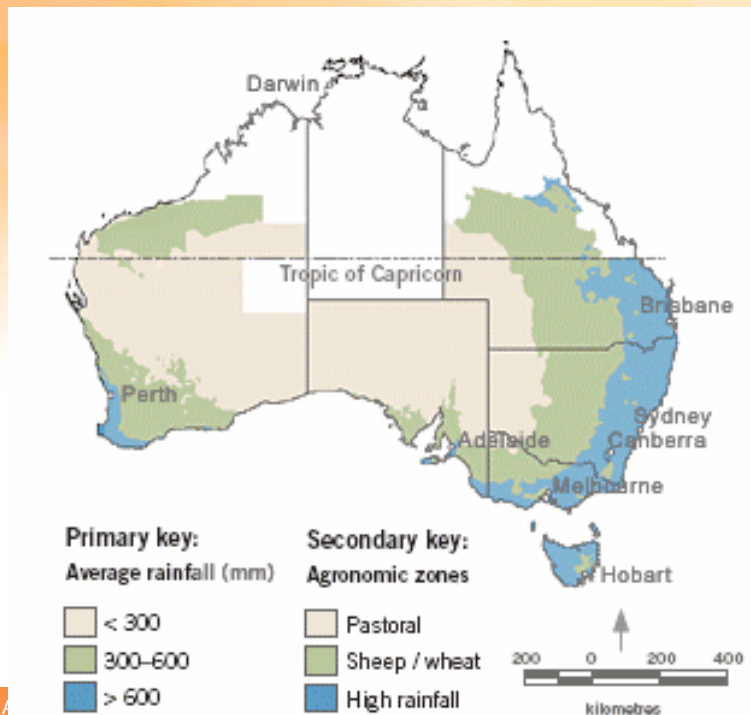 Darwin
Tropic of Capricorn
Brisbane
Perth
Sydney
Adelaide
Canberra
Melbourne
Hobart
Primary key:
Average rainfall (mm)
< 300
300–600
> 600
Secondary key:
Agronomic zones
Pastoral
Sheep / wheat
High rainfall
200 0 200 400
kilometres